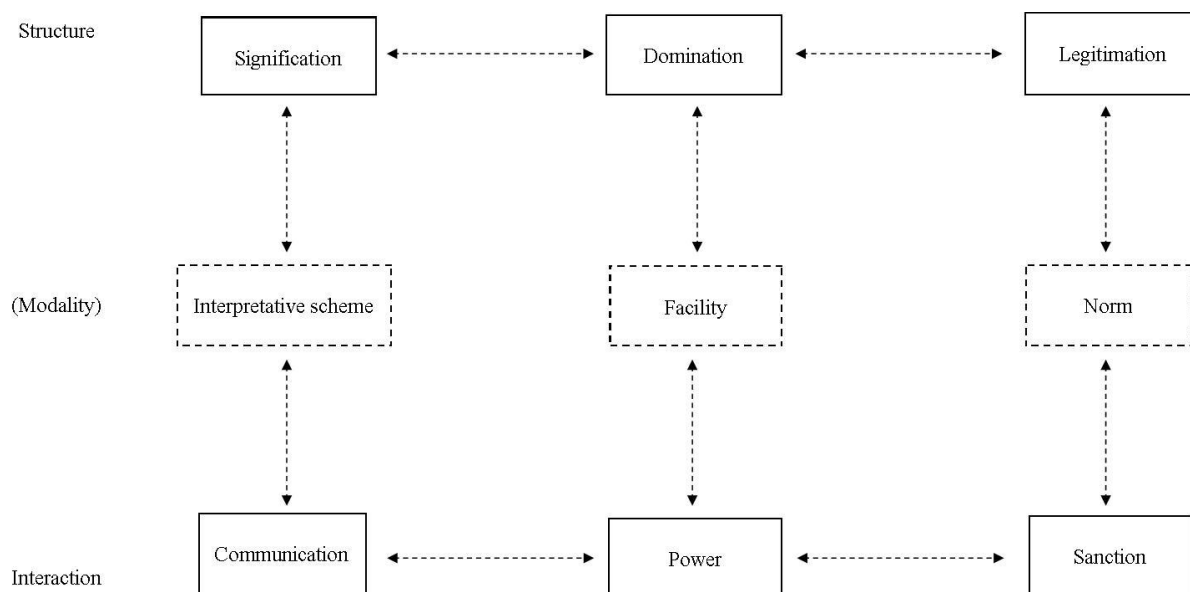 Structure
Signification
Domination
Legitimation
(Modality)
Interpretative scheme
Facility
Norm
Interaction
Communication
Power
Sanction